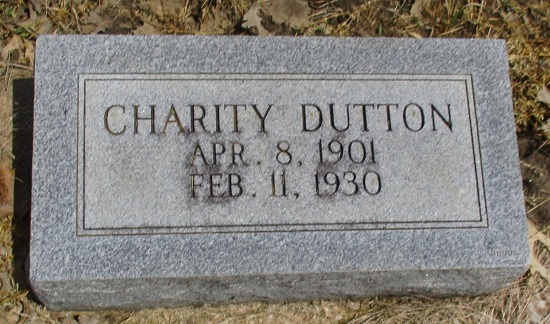 CHARITY DUTTON
APR. 8, 1901
FEB. 11, 1930